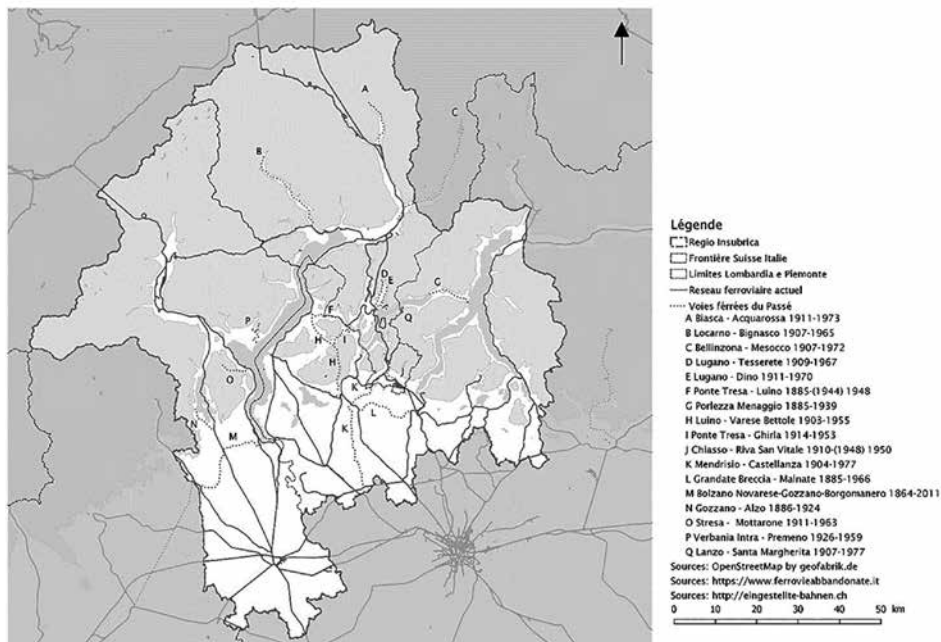 A
B
C
D
E
G
F
Q
P
H
I
H
O
J
K
L
N
M
K
Légende
Regio Insubrica
Frontière Suisse Italie
Limites Lombardia e Piemonte
Reseau ferroviaire actuel
Voies férrées du Passé
A Biasca - Acquarossa 1911-1973
B Locarno - Bignasco 1907-1965
C Bellinzona - Mesocco 1907-1972
D Lugano - Tesserete 1909-1967
E Lugano - Dino 1911-1970
F Ponte Tresa - Luino 1885-(1944) 1948
G Porlezza Menaggio 1885-1939
H Luino - Varese Bettole 1903-1955
I Ponte Tresa - Ghirla 1914-1953
J Chiasso - Riva San Vitale 1910-(1948) 1950
K Mendrisio - Castellanza 1904-1977
L Grandate Breccia - Malnate 1885-1966
M Bolzano Novarese-Gozzano-Borgomanero 1864-2011
N Gozzano - Alzo 1886-1924
O Stresa - Mottarone 1911-1963
P Verbania Intra - Premeno 1926-1959
Q Lanzo - Santa Margherita 1907-1977
Sources: OpenStreetMap by geofabrik.de
Sources: https://www.ferrovieabbandonate.it
Sources: http://eingestellte-bahnen.ch
0 10 20 30 40 50 km